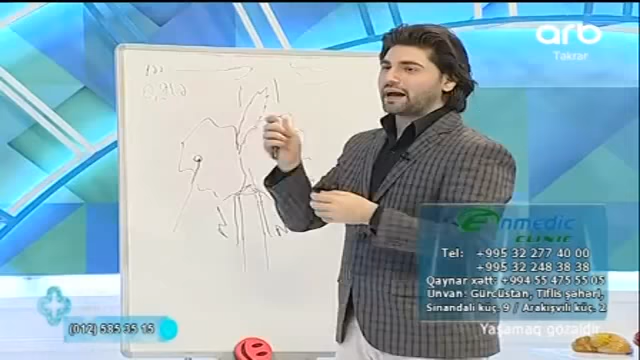 arb
Təkrar
Enmedic
CLINIC
Tel: +995 32 277 40 00
+995 32 248 38 38
Qaynar xətt: +994 55 475 55 05
Ünvan: Gürcüstan, Tiflis şəhəri,
Sinandali küç. 9 / Arakişvili küç. 2
(012) 535 35 15
Yaşamaq gözəldir